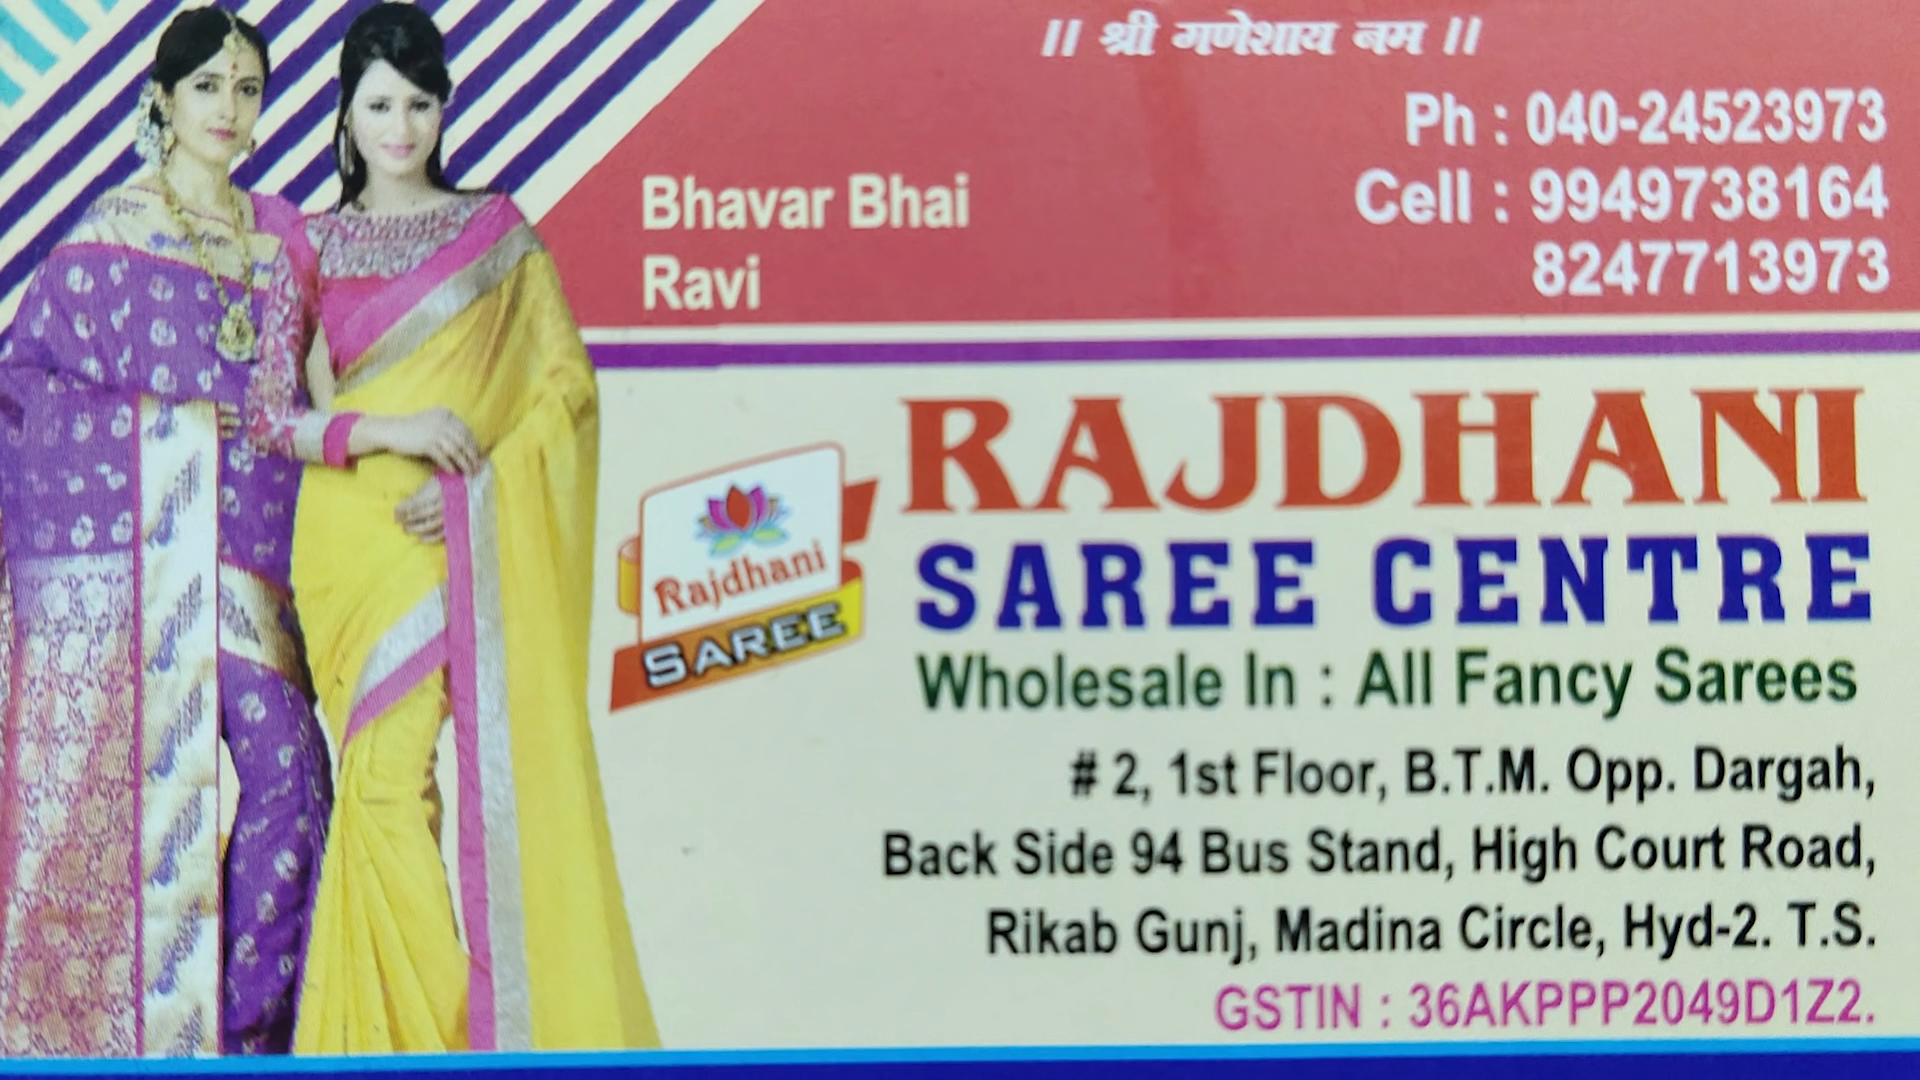 ॥ श्री गणेशाय नम ॥
Ph : 040-24523973
Cell : 9949738164
8247713973
Bhavar Bhai
Ravi
Rajdhani
SAREE
RAJDHANI
SAREE CENTRE
Wholesale In : All Fancy Sarees
# 2, 1st Floor, B.T.M. Opp. Dargah,
Back Side 94 Bus Stand, High Court Road,
Rikab Gunj, Madina Circle, Hyd-2. T.S.
GSTIN : 36AKPPP2049D1Z2.